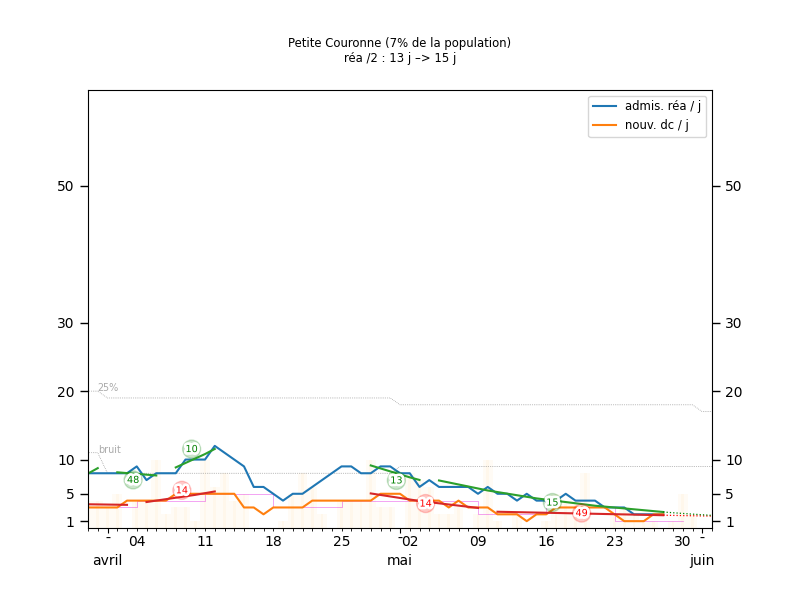 Petite Couronne (7% de la population)
réa /2 : 13 j –> 15 j
admis. réa / j
nouv. dc / j
50 50
30 30
20 20
25%
10 10
bruit
10
48
14
13
14
15
49
5 5
1 1
04 11 18 25 02 09 16 23 30
avril mai juin